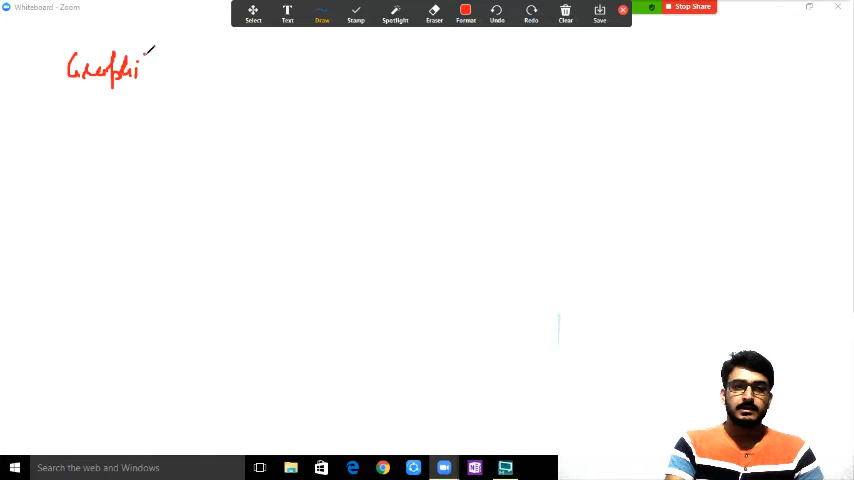 Whiteboard - Zoom
Select Text Draw Stamp Spotlight Eraser Format Undo Redo Clear Save
Stop Share
Graphi
Search the web and Windows